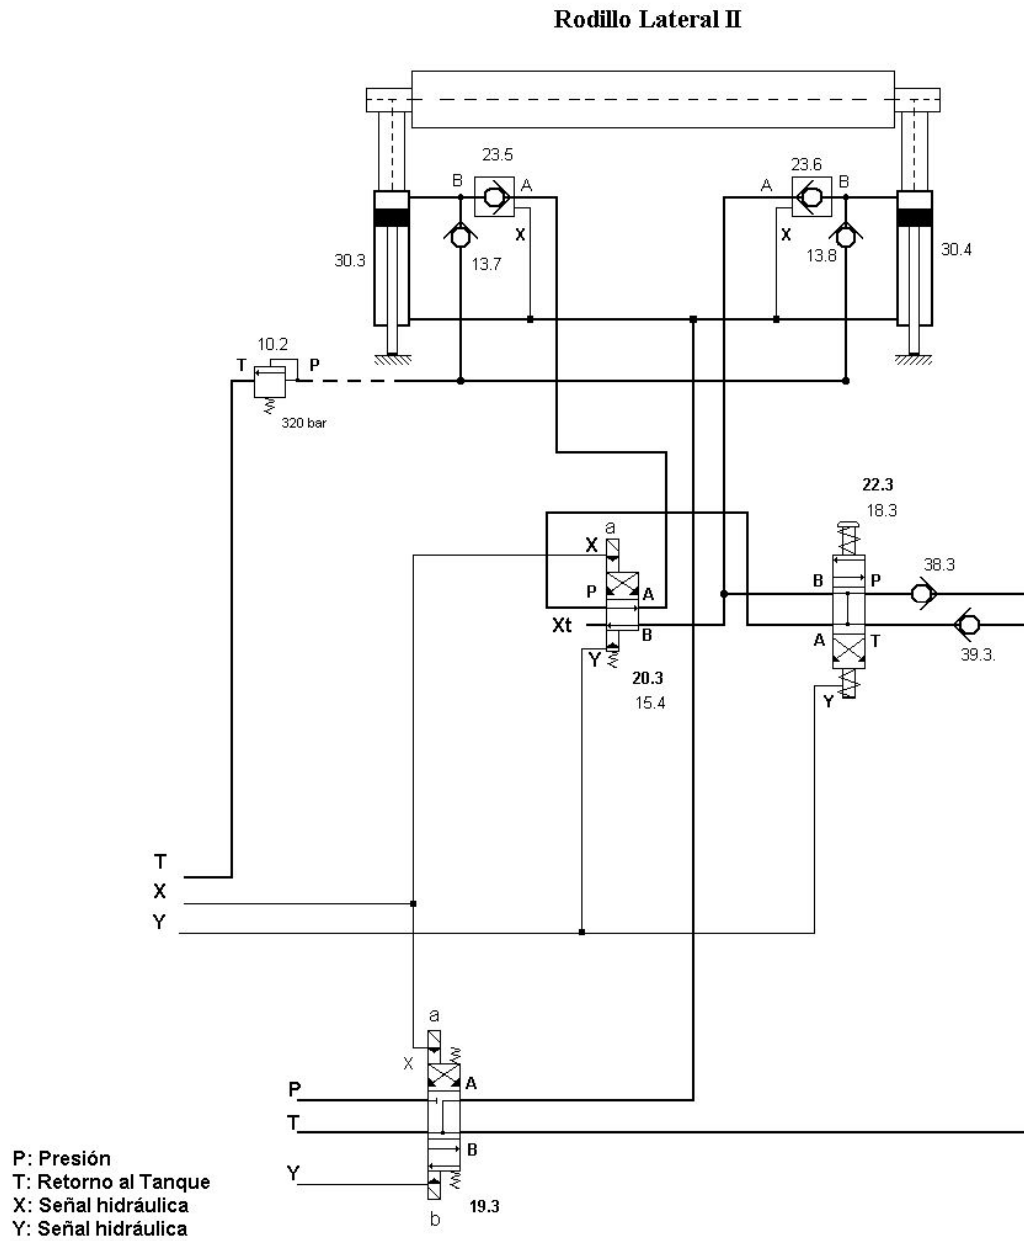 Rodillo Lateral II
23.5
23.6
B
A
A
B
X
X
30.3
13.7
13.8
30.4
10.2
T
P
320 bar
22.3
18.3
a
X
38.3
P
A
B
P
Xt
B
A
T
39.3.
Y
20.3
15.4
Y
T
X
Y
a
X
A
P
T
B
Y
19.3
b
P: Presión
T: Retorno al Tanque
X: Señal hidráulica
Y: Señal hidráulica